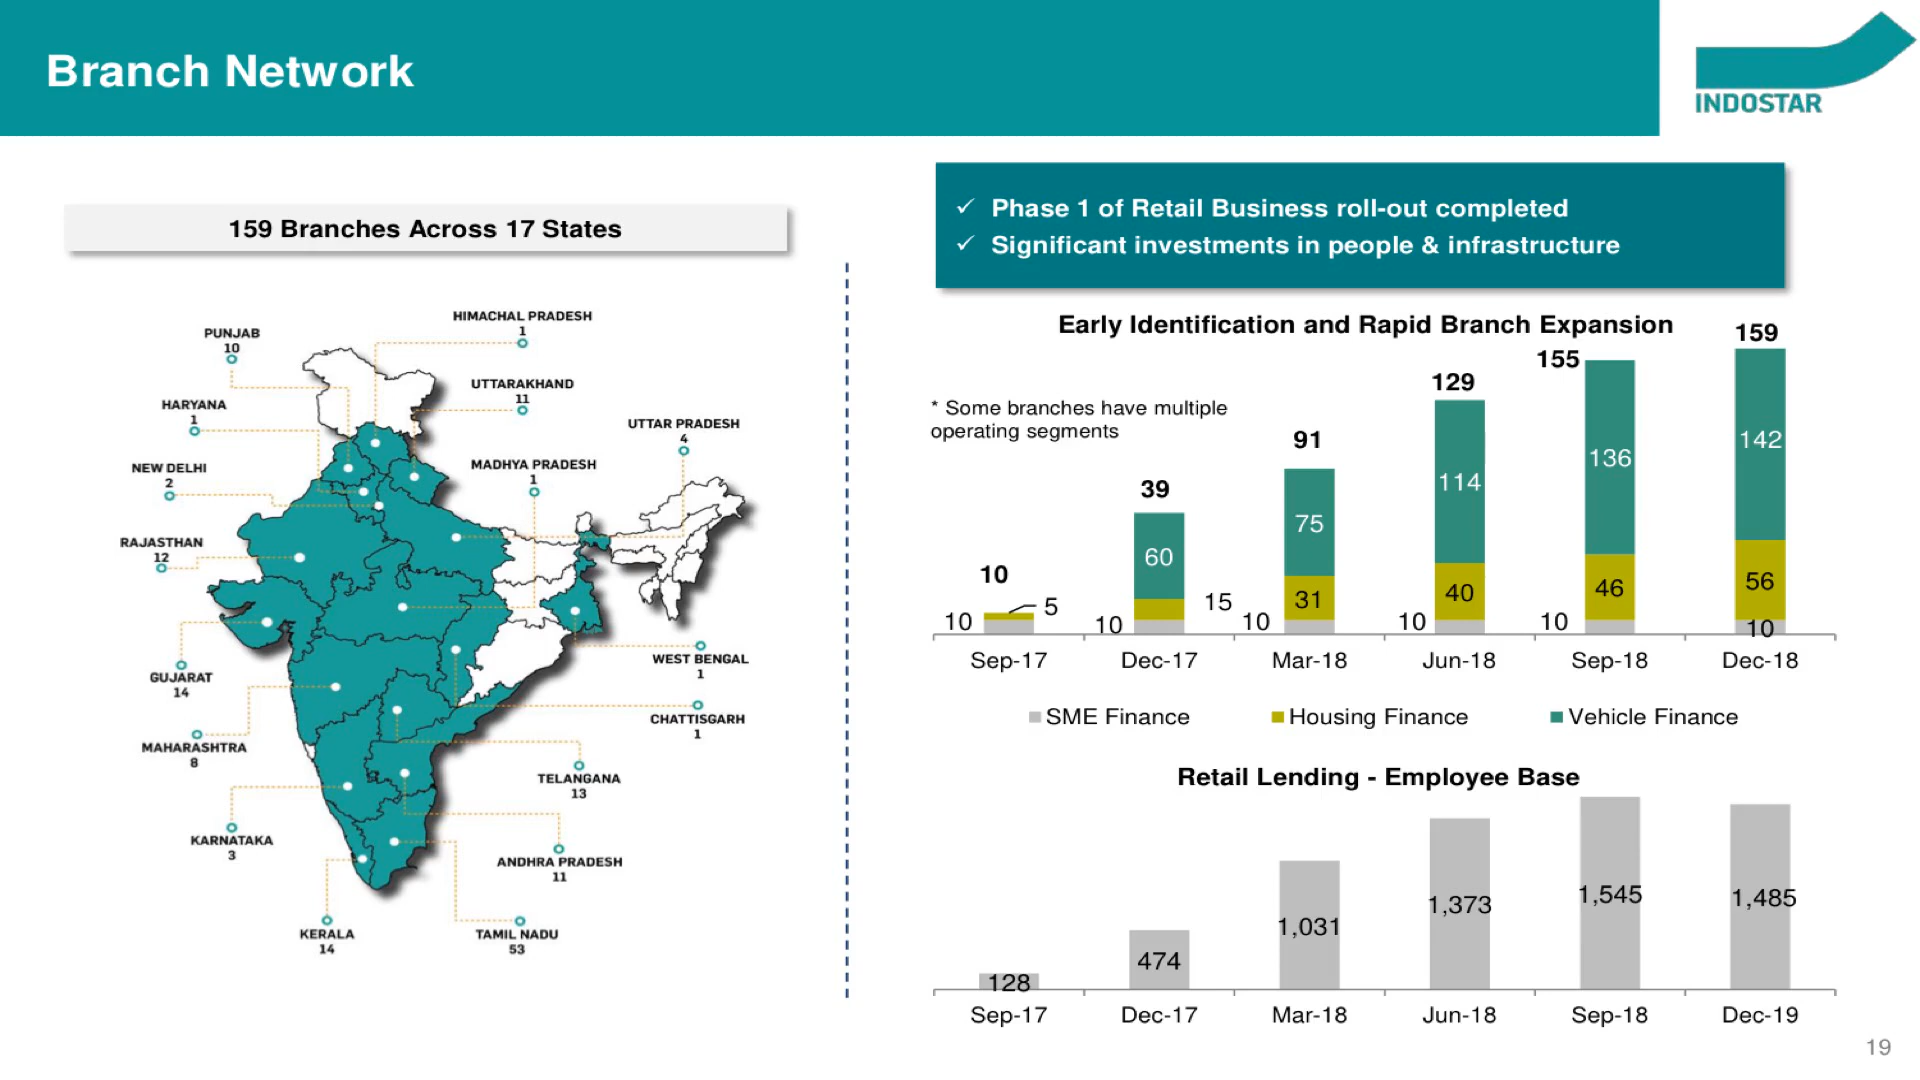 Branch Network
INDOSTAR
159 Branches Across 17 States
✓ Phase 1 of Retail Business roll-out completed
✓ Significant investments in people & infrastructure
HIMACHAL PRADESH
1
PUNJAB
10
UTTARAKHAND
11
HARYANA
1
UTTAR PRADESH
4
NEW DELHI
2
MADHYA PRADESH
1
RAJASTHAN
12
WEST BENGAL
1
GUJARAT
14
CHATTISGARH
1
MAHARASHTRA
8
TELANGANA
13
KARNATAKA
3
ANDHRA PRADESH
11
KERALA
14
TAMIL NADU
53
Early Identification and Rapid Branch Expansion
* Some branches have multiple
operating segments
10
39
91
129
155
159
60
75
114
136
142
5
15
31
40
46
56
10
10
10
10
10
10
Sep-17 Dec-17 Mar-18 Jun-18 Sep-18 Dec-18
SME Finance Housing Finance Vehicle Finance
Retail Lending - Employee Base
128
474
1,031
1,373
1,545
1,485
Sep-17 Dec-17 Mar-18 Jun-18 Sep-18 Dec-19
19